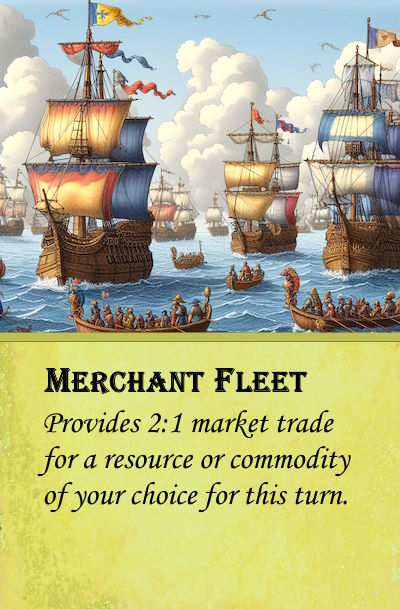 Merchant Fleet
Provides 2:1 market trade
for a resource or commodity
of your choice for this turn.